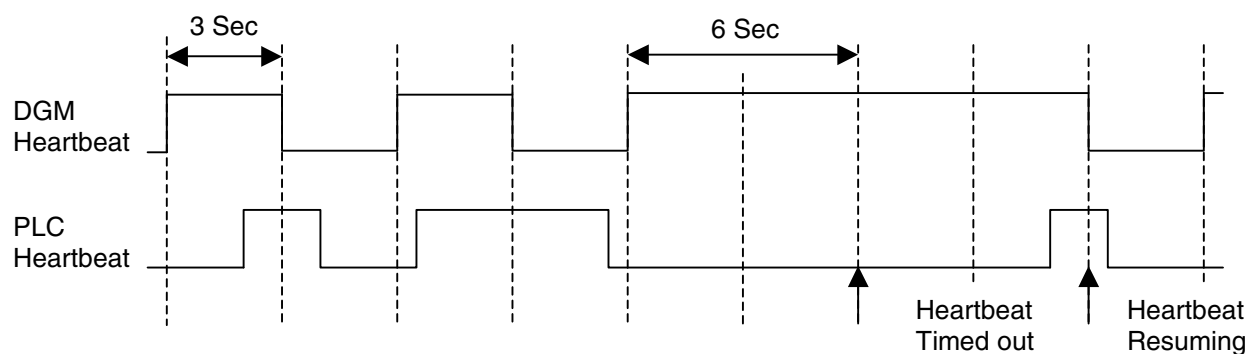 3 Sec
6 Sec
DGM
Heartbeat
PLC
Heartbeat
Heartbeat
Timed out
Heartbeat
Resuming